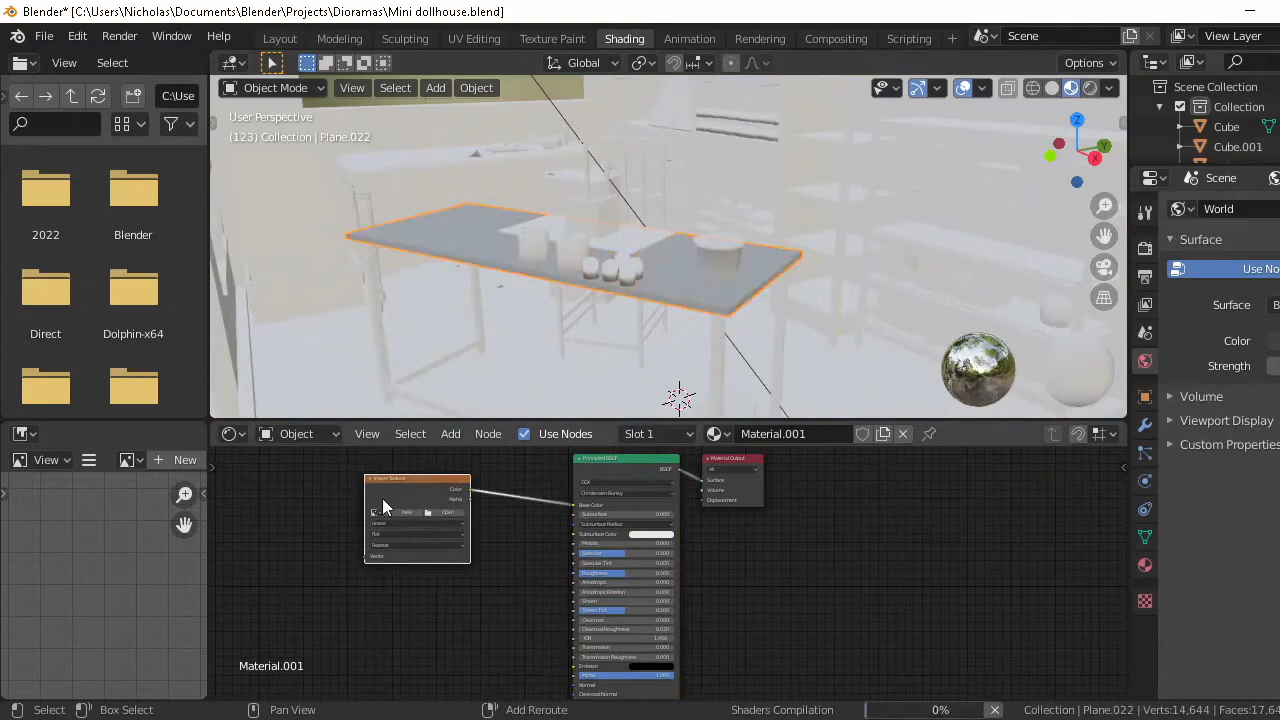 Blender* [C:\Users\Nicholas\Documents\Blender\Projects\Dioramas\Mini dollhouse.blend]
File Edit Render Window Help Layout Modeling Sculpting UV Editing Texture Paint Shading Animation Rendering Compositing Scripting Scene View Layer
View Select Global Options
C:\Use Object Mode View Select Add Object
User Perspective
(123) Collection | Plane.022
Scene Collection
Collection
Cube
Cube.001
Scene
World
Surface
Use No
Surface B
Color
Strength
Volume
Viewport Display
Custom Properties
2022 Blender
Direct Dolphin-x64
View New
Object View Select Add Node Use Nodes Slot 1 Material.001
Image Texture
Color
Alpha
New Open
Linear
Flat
Repeat
Vector
Principled BSDF
BSDF
GGX
Christensen-Burley
Base Color
Subsurface 0.000
Subsurface Radius
Subsurface Color
Metallic 0.000
Specular 0.500
Specular Tint 0.000
Roughness 0.500
Anisotropic 0.000
Anisotropic Rotation 0.000
Sheen 0.000
Sheen Tint 0.500
Clearcoat 0.000
Clearcoat Roughness 0.030
IOR 1.450
Transmission 0.000
Transmission Roughness 0.000
Emission
Alpha 1.000
Normal
Clearcoat Normal
Material Output
All
Surface
Volume
Displacement
Material.001
Select Box Select Pan View Add Reroute Shaders Compilation 0% Collection | Plane.022 Verts:14,644 Faces:17,64